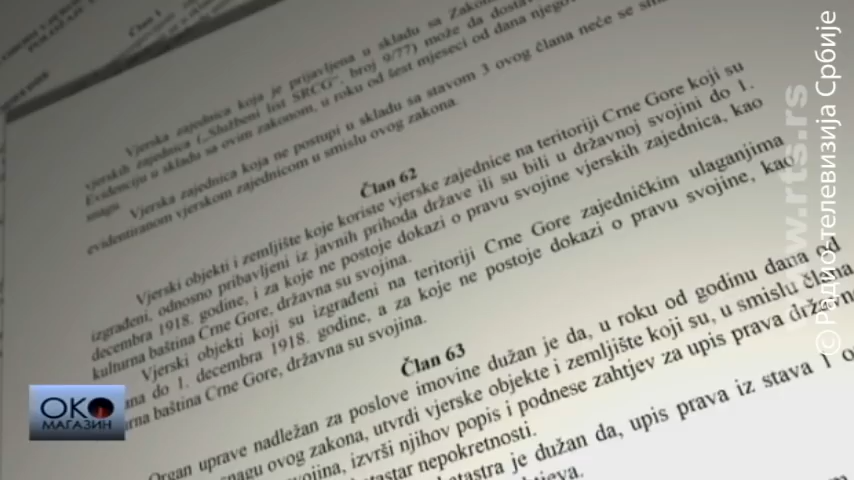 Član 1
Vjerska zajednica koja je prijavljena u skladu sa
vjerskih zajednica („Službeni list SRCG”, broj 9/77) može da
Evidenciju u skladu sa ovim zakonom, u roku od šest mjeseci od dana
snagu.
Vjerska zajednica koja ne postupi u skladu sa stavom 3 ovog člana neće se
evidentiranom vjerskom zajednicom u smislu ovog zakona.
Član 62
Vjerski objekti i zemljište koje koriste vjerske zajednice na teritoriji Crne Gore koji su
izgrađeni, odnosno pribavljeni iz javnih prihoda države ili su bili u državnoj svojini do 1.
decembra 1918. godine, i za koje ne postoje dokazi o pravu svojine vjerskih zajednica, kao
kulturna baština Crne Gore, državna su svojina.
Vjerski objekti koji su izgrađeni na teritoriji Crne Gore zajedničkim ulaganjima
do 1. decembra 1918. godine, a za koje ne postoje dokazi o pravu svojine, kao
baština Crne Gore, državna su svojina.
Član 63
Organ uprave nadležan za poslove imovine dužan je da, u roku od godinu dana od
snagu ovog zakona, utvrdi vjerske objekte i zemljište koji su, u smislu člana
svojina, izvrši njihov popis i podnese zahtjev za upis prava
nepokretnosti.
je dužan da, upis prava iz stava 1
ОКО
МАГАЗИН
www.rts.rs
© Радио-телевизија Србије